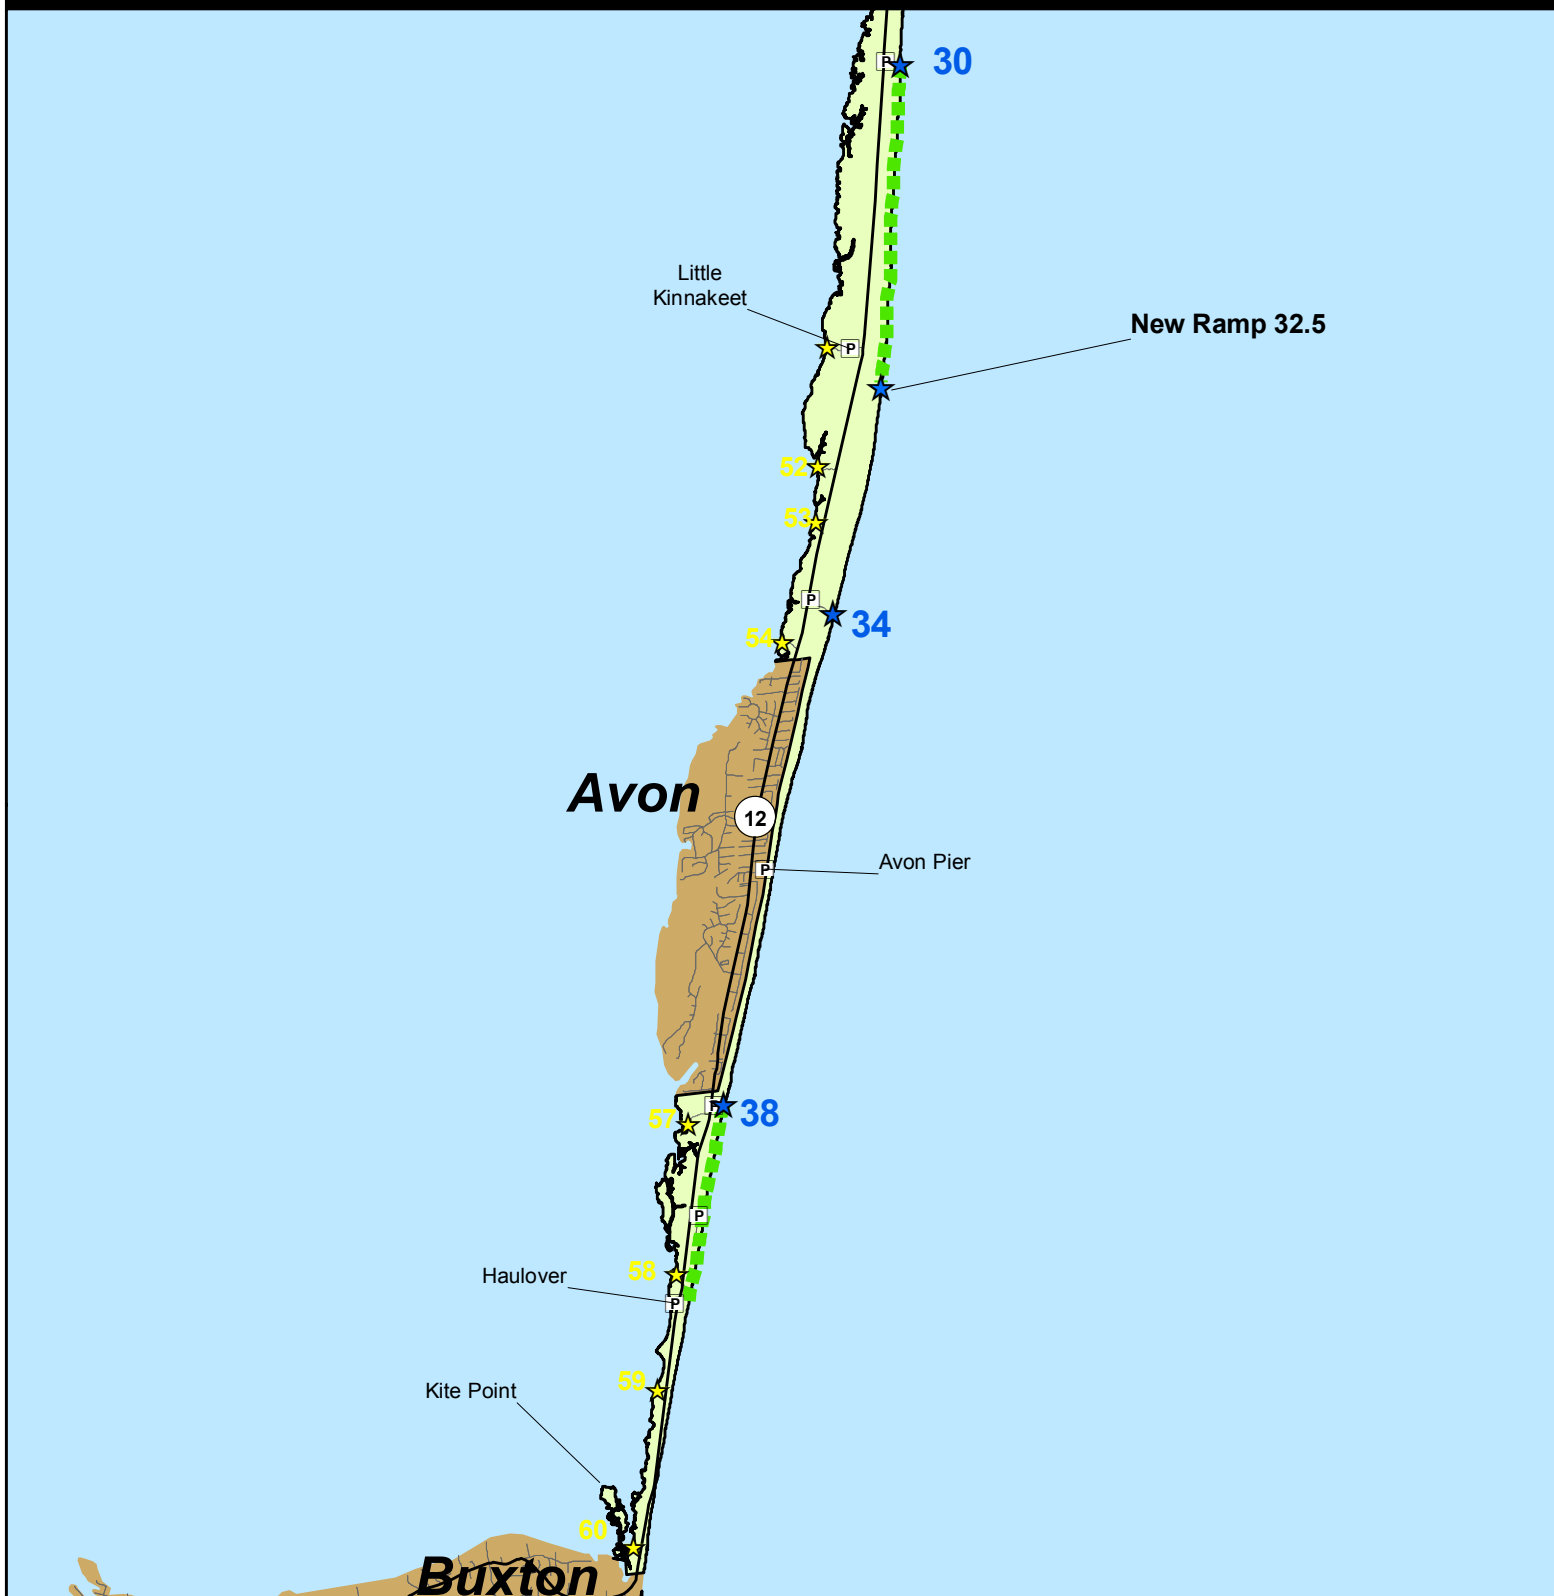 P
30
Little
Kinnakeet
New Ramp 32.5
P
52
53
P
34
54
Avon
12
P
Avon Pier
P
38
57
P
58
Haulover
P
59
Kite Point
60
Buxton